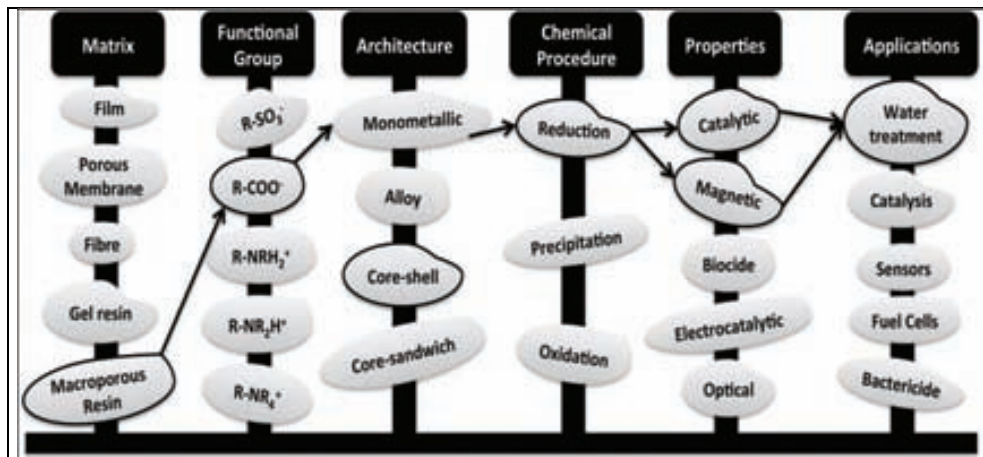 Matrix
Film
Porous
Membrane
Fibre
Gel resin
Macroporous
Resin
Functional
Group
R-SO₃⁻
R-COO⁻
R-NRH₂⁺
R-NR₂H⁺
R-NR₄⁺
Architecture
Monometallic
Alloy
Core-shell
Core-sandwich
Chemical
Procedure
Reduction
Precipitation
Oxidation
Properties
Catalytic
Magnetic
Biocide
Electrocatalytic
Optical
Applications
Water
treatment
Catalysis
Sensors
Fuel Cells
Bactericide